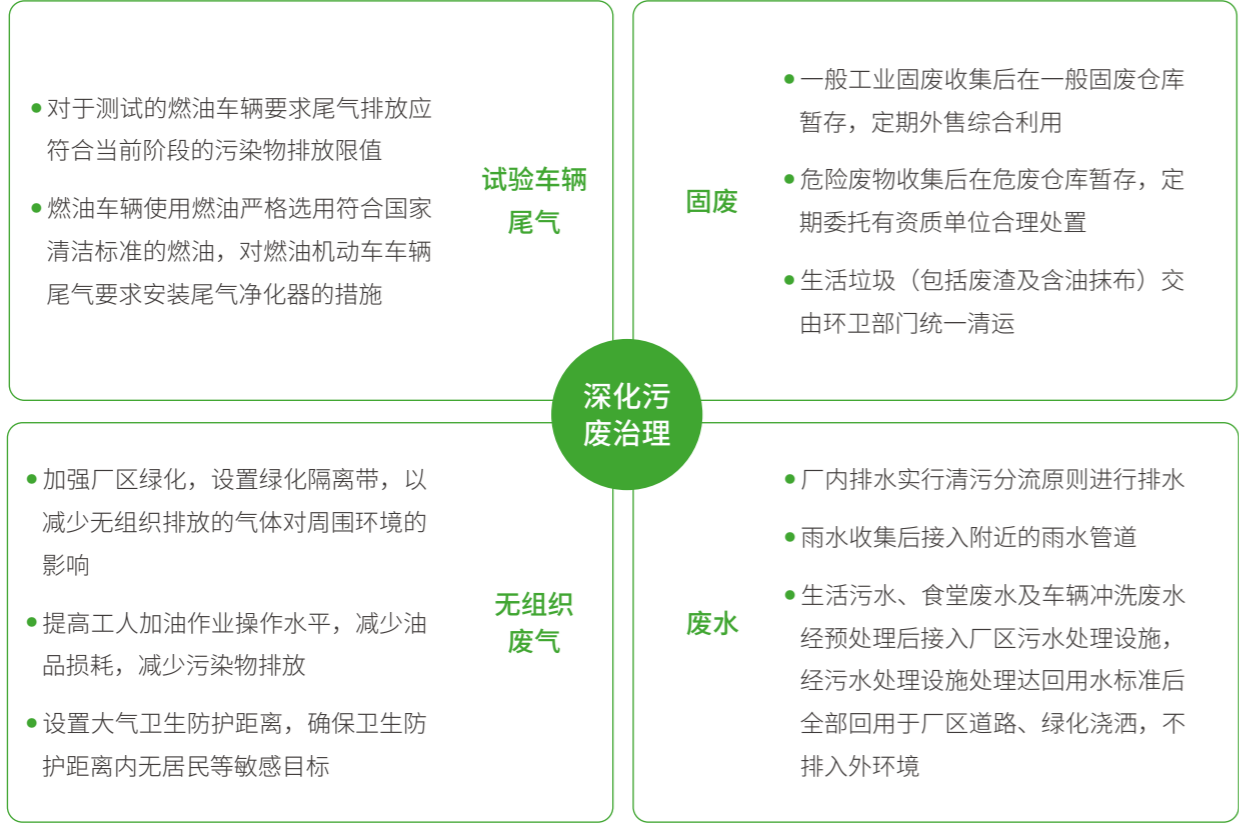 对于测试的燃油车辆要求尾气排放应
符合当前阶段的污染物排放限值
燃油车辆使用燃油严格选用符合国家
清洁标准的燃油，对燃油机动车车辆
尾气要求安装尾气净化器的措施
试验车辆
尾气
固废
一般工业固废收集后在一般固废仓库
暂存，定期外售综合利用
危险废物收集后在危废仓库暂存，定
期委托有资质单位合理处置
生活垃圾（包括废渣及含油抹布）交
由环卫部门统一清运
深化污
废治理
加强厂区绿化，设置绿化隔离带，以
减少无组织排放的气体对周围环境的
影响
提高工人加油作业操作水平，减少油
品损耗，减少污染物排放
设置大气卫生防护距离，确保卫生防
护距离内无居民等敏感目标
无组织
废气
废水
厂内排水实行清污分流原则进行排水
雨水收集后接入附近的雨水管道
生活污水、食堂废水及车辆冲洗废水
经预处理后接入厂区污水处理设施，
经污水处理设施处理达回用水标准后
全部回用于厂区道路、绿化浇洒，不
排入外环境